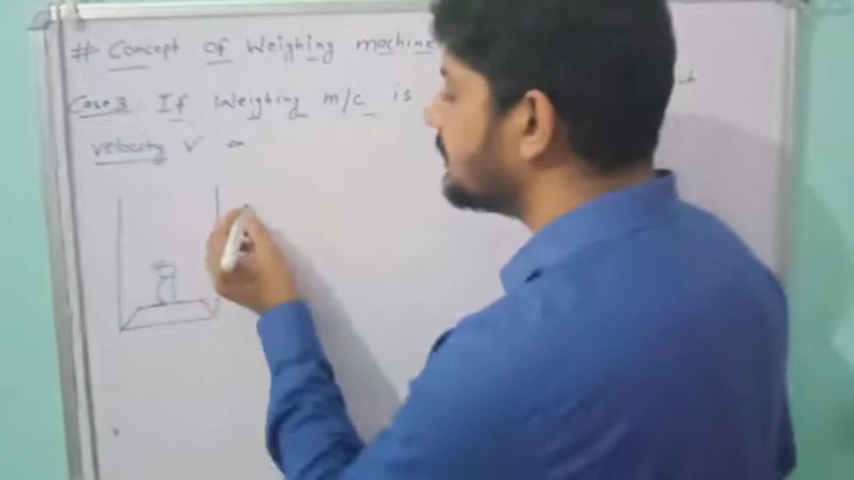 # Concept of Weighing machine
Case 3: If Weighing m/c is
velocity v